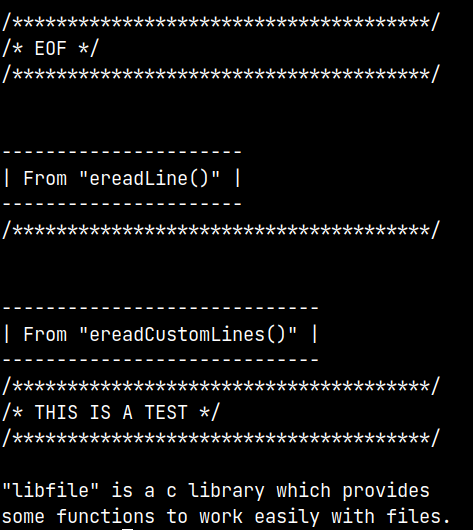 /**************************************/
/* EOF */
/**************************************/
----------------------
| From "ereadLine()" |
----------------------
/**************************************/
-----------------------------
| From "ereadCustomLines()" |
-----------------------------
/**************************************/
/* THIS IS A TEST */
/**************************************/
"libfile" is a c library which provides
some functions to work easily with files.